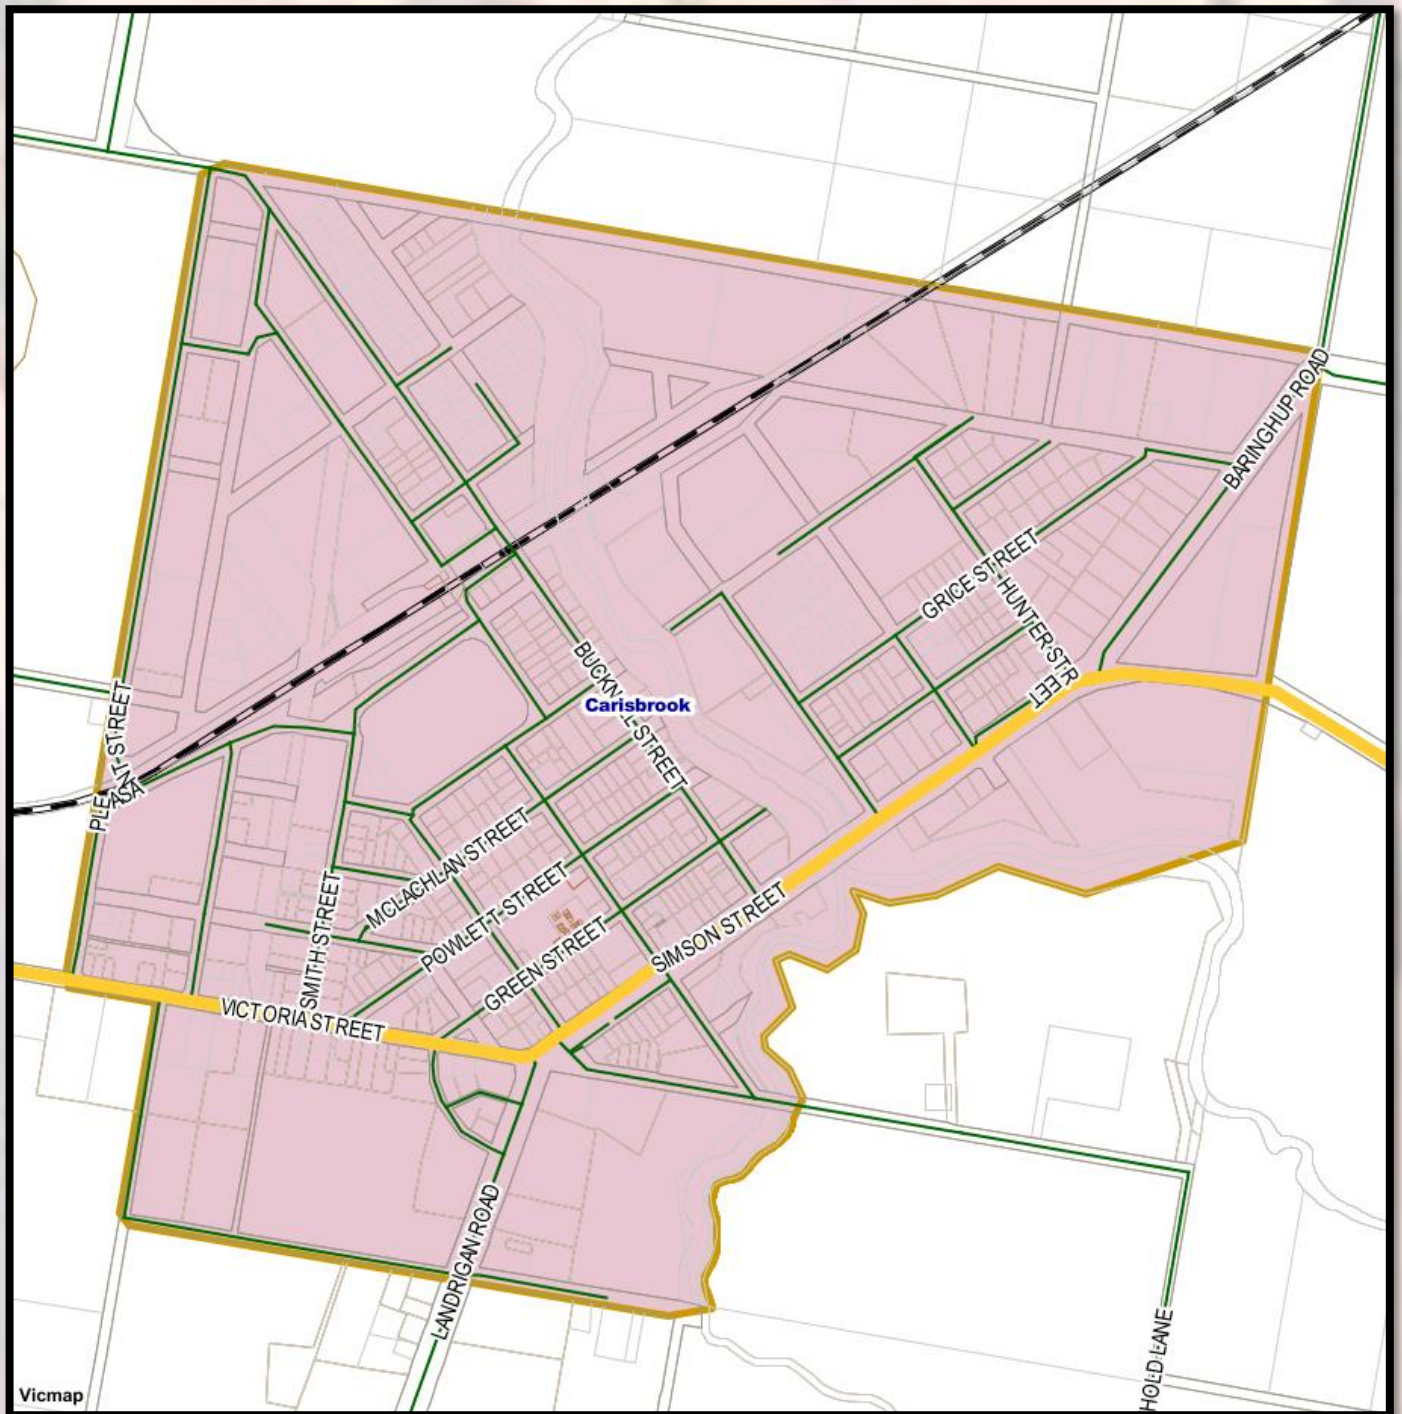 BARINGHUP ROAD
GRICE STREET
HUNTER STREET
BUCKNALL STREET
Carisbrook
PLEASANT STREET
MCLACHLAN STREET
POWLETT STREET
SMITH STREET
GREEN STREET
SIMSON STREET
VICTORIA STREET
LANDRIGAN ROAD
HOLD LANE
Vicmap